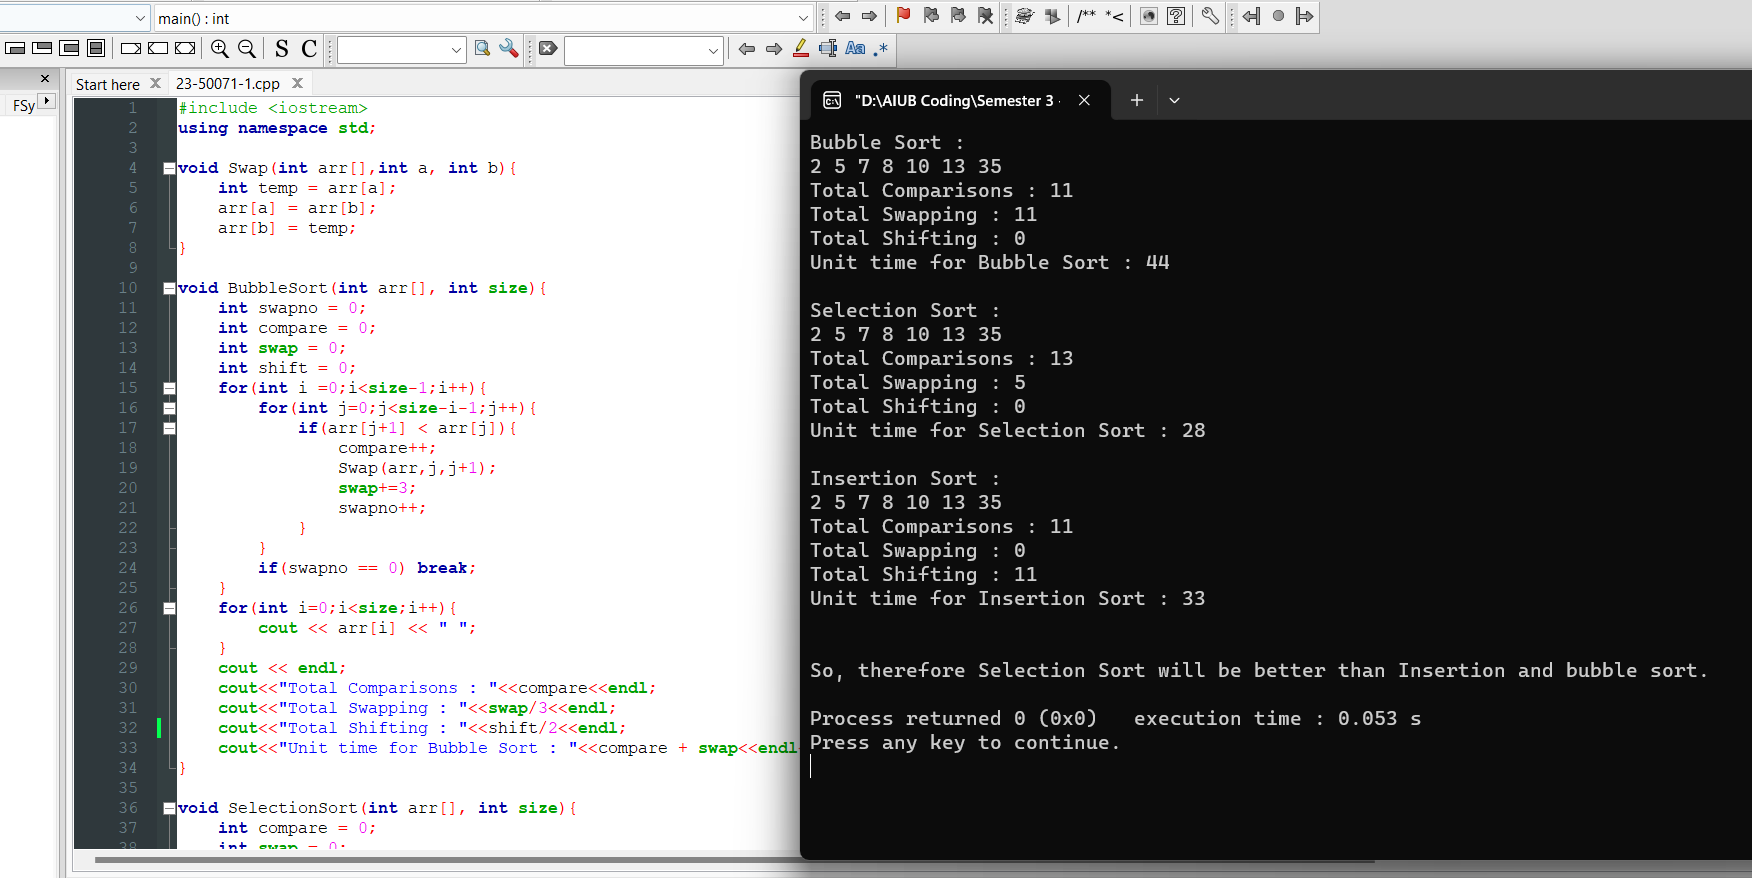 main() : int
/** *<
S C
Aa .*
FSy
Start here
23-50071-1.cpp
1 #include <iostream>
2 using namespace std;
3
4 void Swap(int arr[],int a, int b){
5 int temp = arr[a];
6 arr[a] = arr[b];
7 arr[b] = temp;
8 }
9
10 void BubbleSort(int arr[], int size){
11 int swapno = 0;
12 int compare = 0;
13 int swap = 0;
14 int shift = 0;
15 for(int i =0;i<size-1;i++){
16 for(int j=0;j<size-i-1;j++){
17 if(arr[j+1] < arr[j]){
18 compare++;
19 Swap(arr,j,j+1);
20 swap+=3;
21 swapno++;
22 }
23 }
24 if(swapno == 0) break;
25 }
26 for(int i=0;i<size;i++){
27 cout << arr[i] << " ";
28 }
29 cout << endl;
30 cout<<"Total Comparisons : "<<compare<<endl;
31 cout<<"Total Swapping : "<<swap/3<<endl;
32 cout<<"Total Shifting : "<<shift/2<<endl;
33 cout<<"Unit time for Bubble Sort : "<<compare + swap<<endl
34 }
35
36 void SelectionSort(int arr[], int size){
37 int compare = 0;
38 int swap = 0;
"D:\AIUB Coding\Semester 3
Bubble Sort :
2 5 7 8 10 13 35
Total Comparisons : 11
Total Swapping : 11
Total Shifting : 0
Unit time for Bubble Sort : 44
Selection Sort :
2 5 7 8 10 13 35
Total Comparisons : 13
Total Swapping : 5
Total Shifting : 0
Unit time for Selection Sort : 28
Insertion Sort :
2 5 7 8 10 13 35
Total Comparisons : 11
Total Swapping : 0
Total Shifting : 11
Unit time for Insertion Sort : 33
So, therefore Selection Sort will be better than Insertion and bubble sort.
Process returned 0 (0x0) execution time : 0.053 s
Press any key to continue.